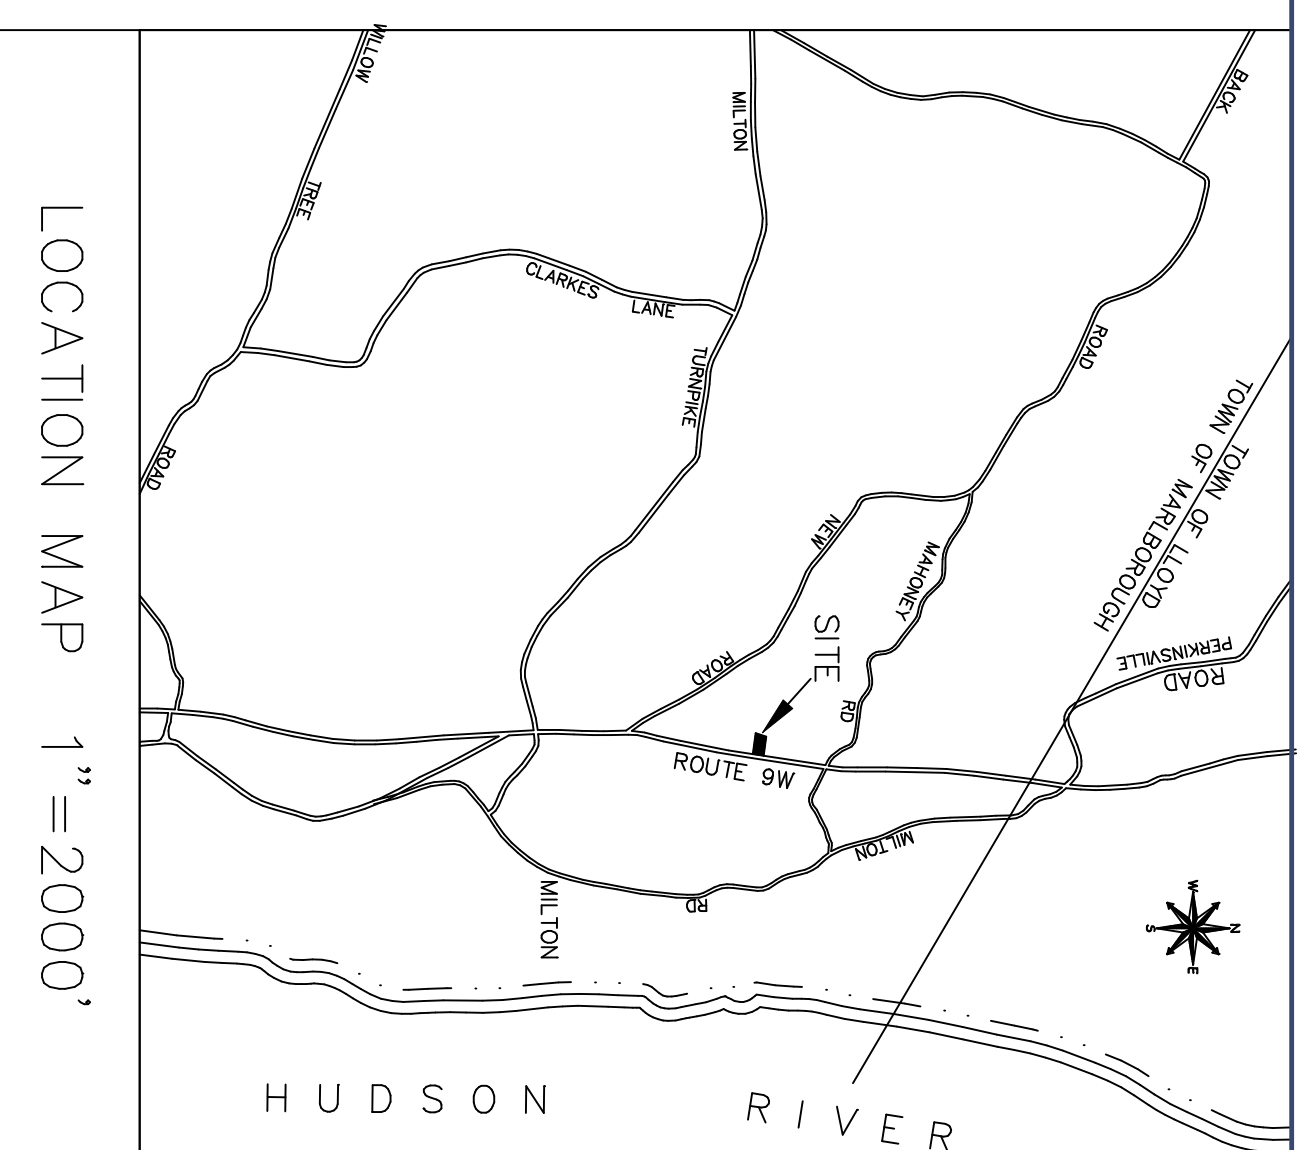 WILLOW
TREE
ROAD
MILTON
TURNPIKE
CLARKES
LANE
BACK
ROAD
TOWN OF LLOYD
TOWN OF MARLBOROUGH
NEW
ROAD
MAHONEY
RD
SITE
PERKINSVILLE
ROAD
ROUTE 9W
MILTON
RD
MILTON
W
N
S
E
HUDSON
RIVER
LOCATION MAP 1"=2000'